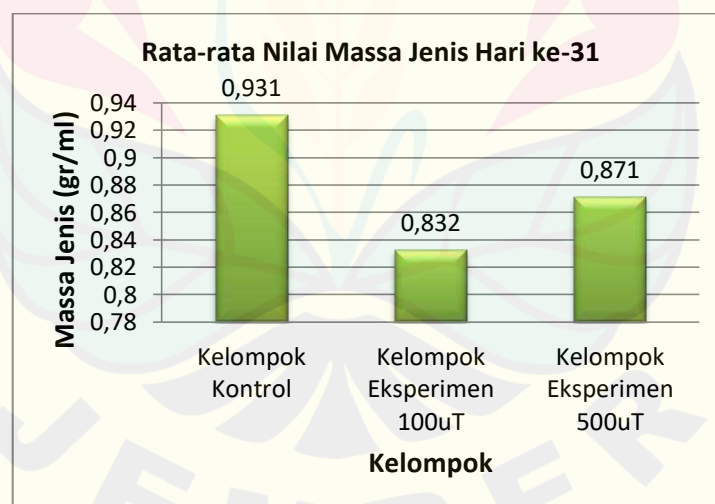 Rata-rata Nilai Massa Jenis Hari ke-31
Massa Jenis (gr/ml)
0,94
0,92
0,9
0,88
0,86
0,84
0,82
0,8
0,78
0,931
0,832
0,871
Kelompok
Kontrol
Kelompok
Eksperimen
100uT
Kelompok
Eksperimen
500uT
Kelompok
JEMBER